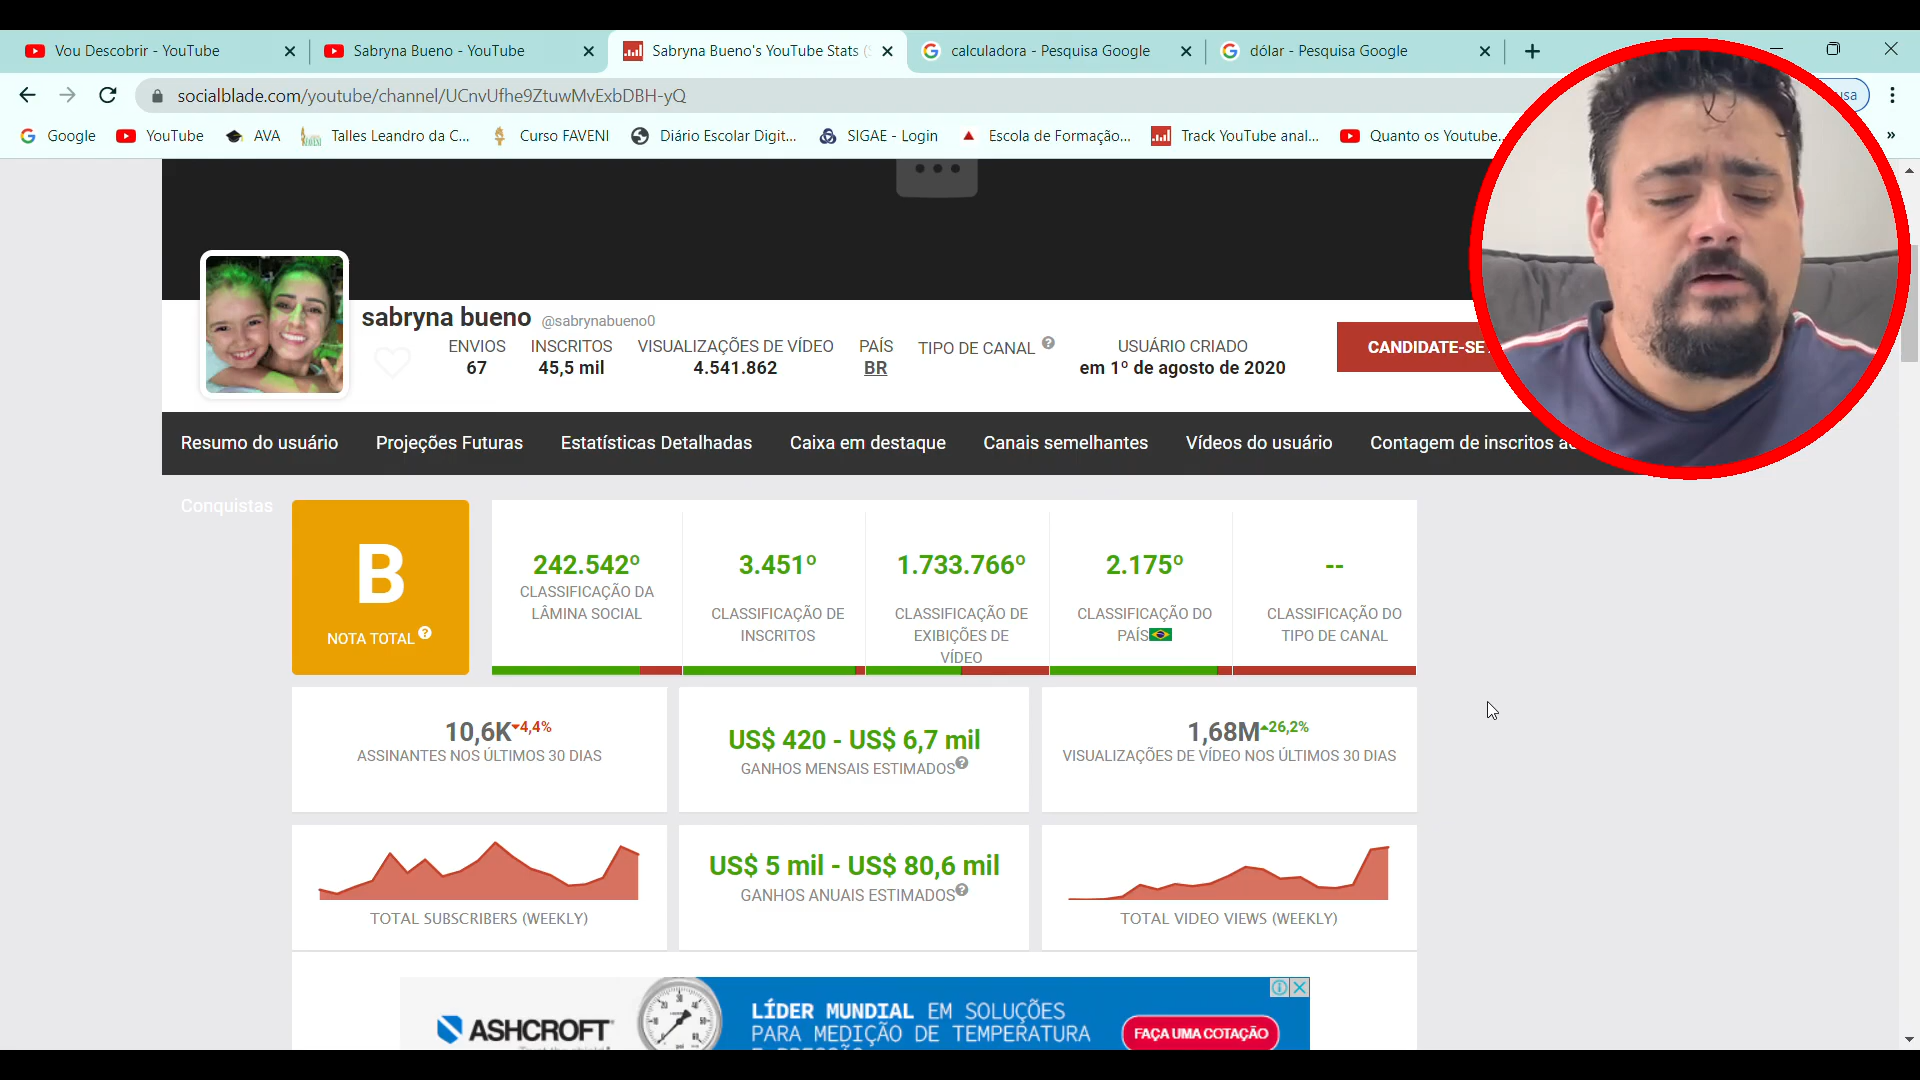 Vou Descobrir - YouTube
Sabryna Bueno - YouTube
Sabryna Bueno's YouTube Stats (
calculadora - Pesquisa Google
dólar - Pesquisa Google
socialblade.com/youtube/channel/UCnvUfhe9ZtuwMvExbDBH-yQ
Google
YouTube
AVA
Talles Leandro da C...
Curso FAVENI
Diário Escolar Digit...
SIGAE - Login
Escola de Formação...
Track YouTube anal...
Quanto os Youtube...
sabryna bueno @sabrynabueno0
ENVIOS
67
INSCRITOS
45,5 mil
VISUALIZAÇÕES DE VÍDEO
4.541.862
PAÍS
BR
TIPO DE CANAL
USUÁRIO CRIADO
em 1º de agosto de 2020
CANDIDATE-SE
Resumo do usuário
Projeções Futuras
Estatísticas Detalhadas
Caixa em destaque
Canais semelhantes
Vídeos do usuário
Contagem de inscritos
Conquistas
B
NOTA TOTAL
242.542º
CLASSIFICAÇÃO DA
LÂMINA SOCIAL
3.451º
CLASSIFICAÇÃO DE
INSCRITOS
1.733.766º
CLASSIFICAÇÃO DE
EXIBIÇÕES DE
VÍDEO
2.175º
CLASSIFICAÇÃO DO
PAÍS
--
CLASSIFICAÇÃO DO
TIPO DE CANAL
10,6K 4,4%
ASSINANTES NOS ÚLTIMOS 30 DIAS
US$ 420 - US$ 6,7 mil
GANHOS MENSAIS ESTIMADOS
1,68M 26,2%
VISUALIZAÇÕES DE VÍDEO NOS ÚLTIMOS 30 DIAS
TOTAL SUBSCRIBERS (WEEKLY)
US$ 5 mil - US$ 80,6 mil
GANHOS ANUAIS ESTIMADOS
TOTAL VIDEO VIEWS (WEEKLY)
ASHCROFT
LÍDER MUNDIAL EM SOLUÇÕES
PARA MEDIÇÃO DE TEMPERATURA
FAÇA UMA COTAÇÃO